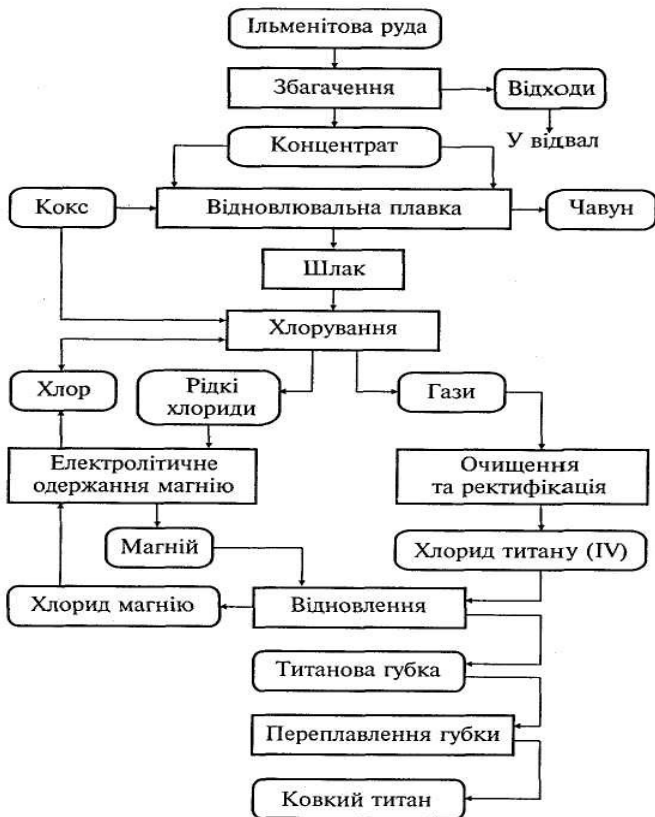 Ільменітова руда
Збагачення
Відходи
Концентрат
У відвал
Кокс
Відновлювальна плавка
Чавун
Шлак
Хлорування
Хлор
Рідкі
хлориди
Гази
Електролітичне
одержання магнію
Очищення
та ректифікація
Магній
Хлорид титану (IV)
Хлорид магнію
Відновлення
Титанова губка
Переплавлення губки
Ковкий титан